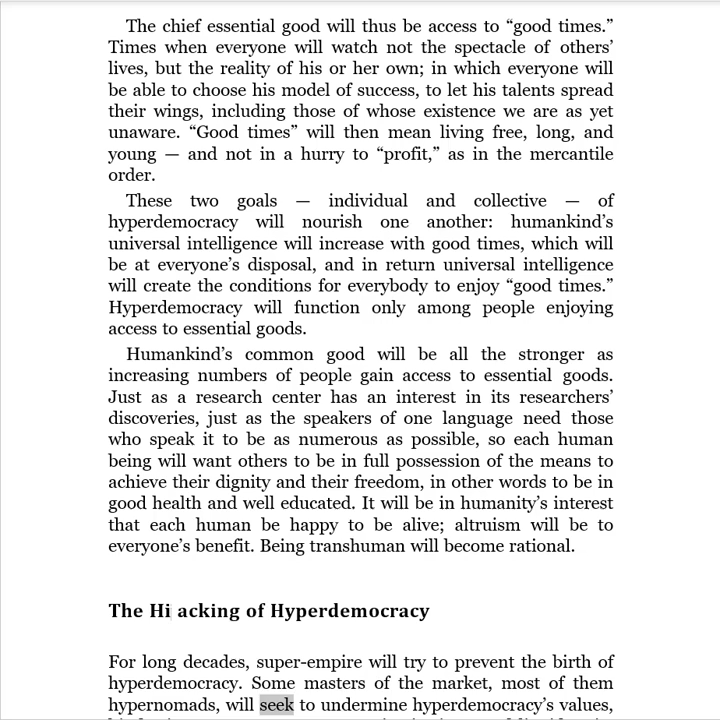 The chief essential good will thus be access to “good times.”
Times when everyone will watch not the spectacle of others’
lives, but the reality of his or her own; in which everyone will
be able to choose his model of success, to let his talents spread
their wings, including those of whose existence we are as yet
unaware. “Good times” will then mean living free, long, and
young — and not in a hurry to “profit,” as in the mercantile
order.
These two goals — individual and collective — of
hyperdemocracy will nourish one another: humankind’s
universal intelligence will increase with good times, which will
be at everyone’s disposal, and in return universal intelligence
will create the conditions for everybody to enjoy “good times.”
Hyperdemocracy will function only among people enjoying
access to essential goods.
Humankind’s common good will be all the stronger as
increasing numbers of people gain access to essential goods.
Just as a research center has an interest in its researchers’
discoveries, just as the speakers of one language need those
who speak it to be as numerous as possible, so each human
being will want others to be in full possession of the means to
achieve their dignity and their freedom, in other words to be in
good health and well educated. It will be in humanity’s interest
that each human be happy to be alive; altruism will be to
everyone’s benefit. Being transhuman will become rational.
The Hi acking of Hyperdemocracy
For long decades, super-empire will try to prevent the birth of
hyperdemocracy. Some masters of the market, most of them
hypernomads, will seek to undermine hyperdemocracy’s values,